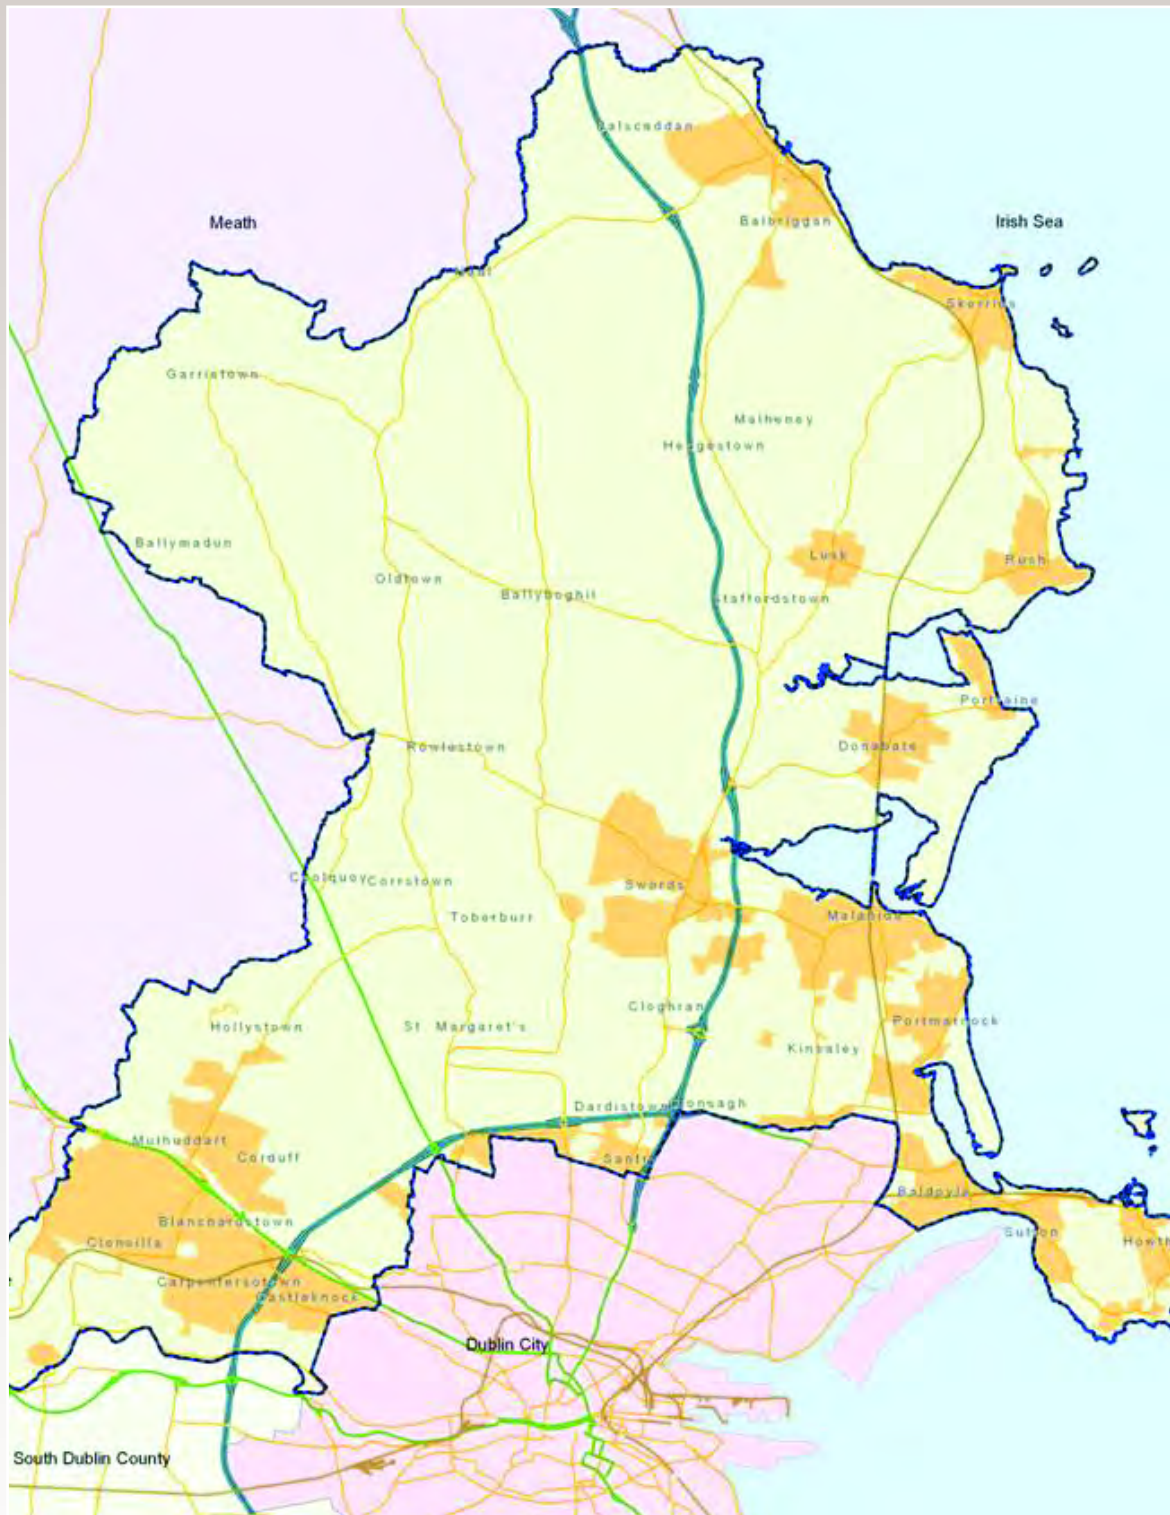 Balscaddan
Balbriggan
Meath
Irish Sea
Naul
Skerries
Garristown
Malheney
Hedgestown
Ballymadun
Lusk
Rush
Oldtown
Ballyboghil
Staffordstown
Portraine
Rowlestown
Donabate
Coolquoy
Corrstown
Swords
Toberburr
Malahide
Cloghran
Hollystown
St Margaret's
Portmarnock
Kinsaley
Dardistown
Clonsagh
Mulhuddart
Corduff
Santry
Baldoyle
Blanchardstown
Clonsilla
Sutton
Howth
Carpenterstown
Castleknock
Dublin City
South Dublin County